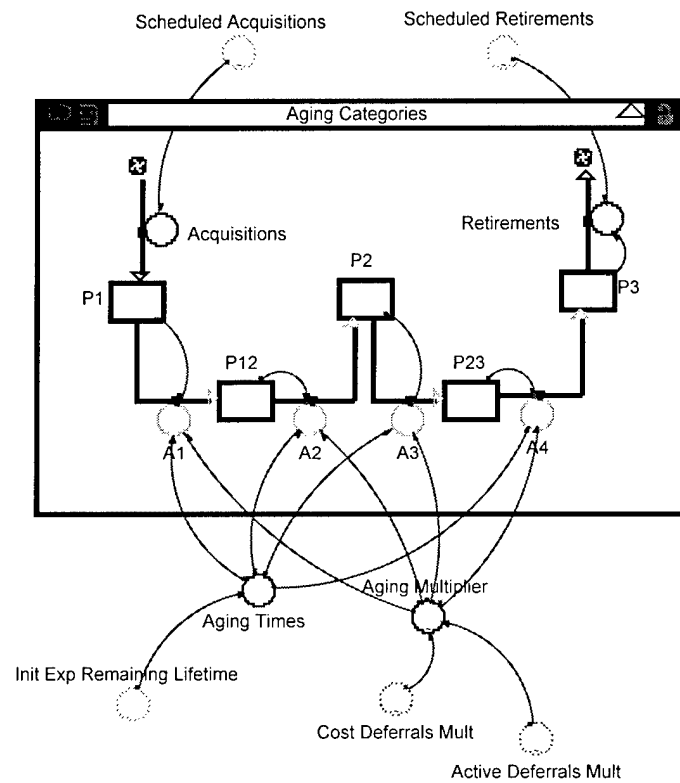 Scheduled Acquisitions
Scheduled Retirements
Aging Categories
Acquisitions
Retirements
P2
P1
P3
P12
P23
A1
A2
A3
A4
Aging Multiplier
Aging Times
Init Exp Remaining Lifetime
Cost Deferrals Mult
Active Deferrals Mult